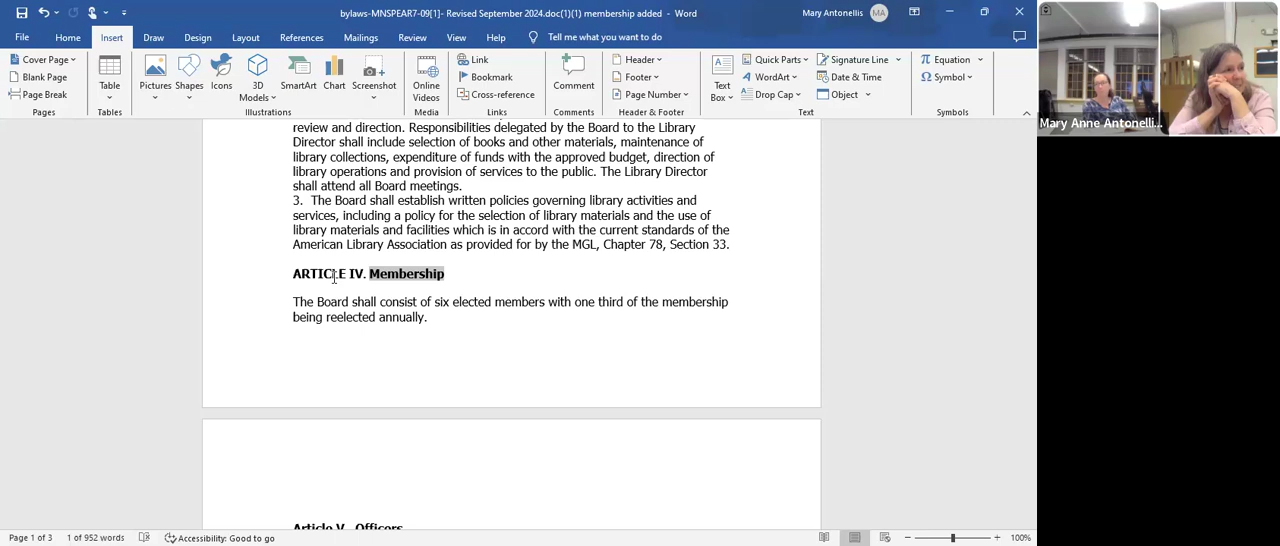 bylaws-MNSPEAR7-09[1]- Revised September 2024.doc(1)(1) membership added - Word
Mary Antonellis MA
File Home Insert Draw Design Layout References Mailings Review View Help Tell me what you want to do
Cover Page
Blank Page
Page Break
Pages
Table
Tables
Pictures Shapes Icons 3D Models SmartArt Chart Screenshot
Illustrations
Online Videos
Media
Link
Bookmark
Cross-reference
Links
Comment
Comments
Header
Footer
Page Number
Header & Footer
Text Box
Quick Parts
WordArt
Drop Cap
Signature Line
Date & Time
Object
Text
Equation
Symbol
Symbols
Mary Anne Antonelli...
review and direction. Responsibilities delegated by the Board to the Library
Director shall include selection of books and other materials, maintenance of
library collections, expenditure of funds with the approved budget, direction of
library operations and provision of services to the public. The Library Director
shall attend all Board meetings.
3. The Board shall establish written policies governing library activities and
services, including a policy for the selection of library materials and the use of
library materials and facilities which is in accord with the current standards of the
American Library Association as provided for by the MGL, Chapter 78, Section 33.
ARTICLE IV. Membership
The Board shall consist of six elected members with one third of the membership
being reelected annually.
Article V. Officers
Page 1 of 3 1 of 952 words Accessibility: Good to go 100%